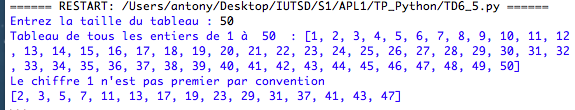 ====== RESTART: /Users/antony/Desktop/IUTSD/S1/APL1/TP_Python/TD6_5.py ======
Entrez la taille du tableau : 50
Tableau de tous les entiers de 1 à  50  : [1, 2, 3, 4, 5, 6, 7, 8, 9, 10, 11, 12
, 13, 14, 15, 16, 17, 18, 19, 20, 21, 22, 23, 24, 25, 26, 27, 28, 29, 30, 31, 32
, 33, 34, 35, 36, 37, 38, 39, 40, 41, 42, 43, 44, 45, 46, 47, 48, 49, 50]
Le chiffre 1 n'est pas premier par convention
[2, 3, 5, 7, 11, 13, 17, 19, 23, 29, 31, 37, 41, 43, 47]